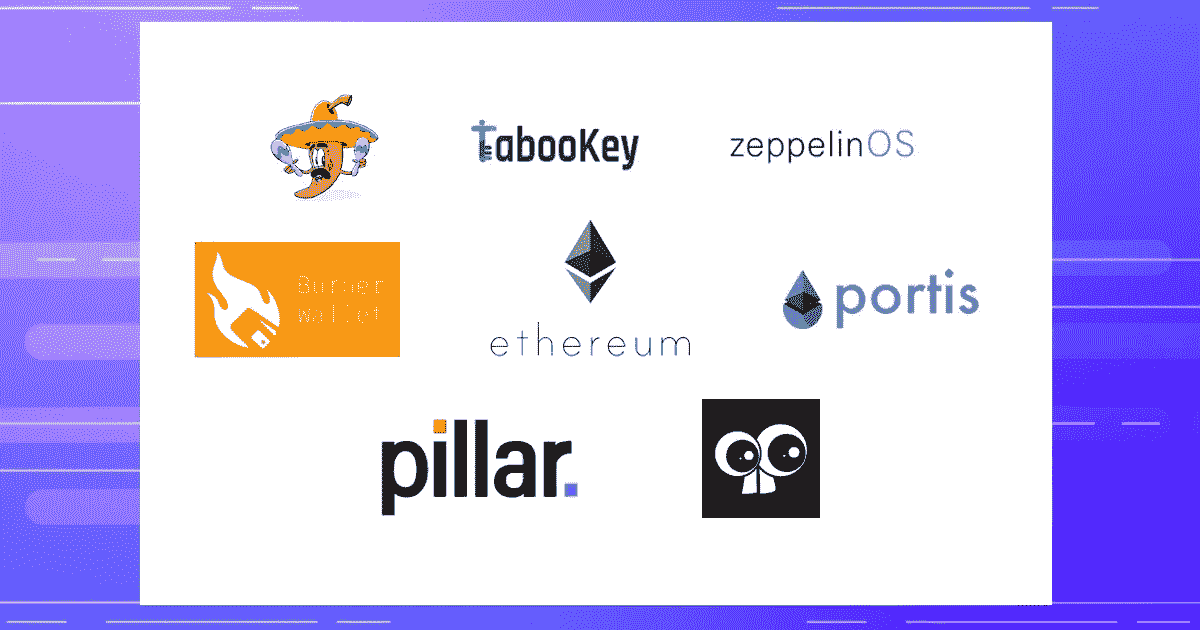 TabooKey
zeppelinOS
Burner
wallet
ethereum
portis
pillar.